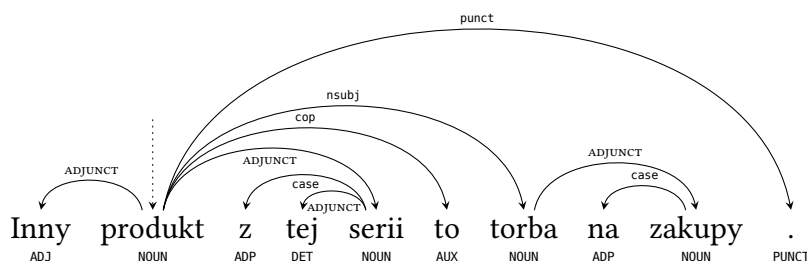 punct
nsubj
cop
ADJUNCT ADJUNCT ADJUNCT
case case
ADJUNCT
Inny produkt z tej serii to torba na zakupy .
ADJ NOUN ADP DET NOUN AUX NOUN ADP NOUN PUNCT